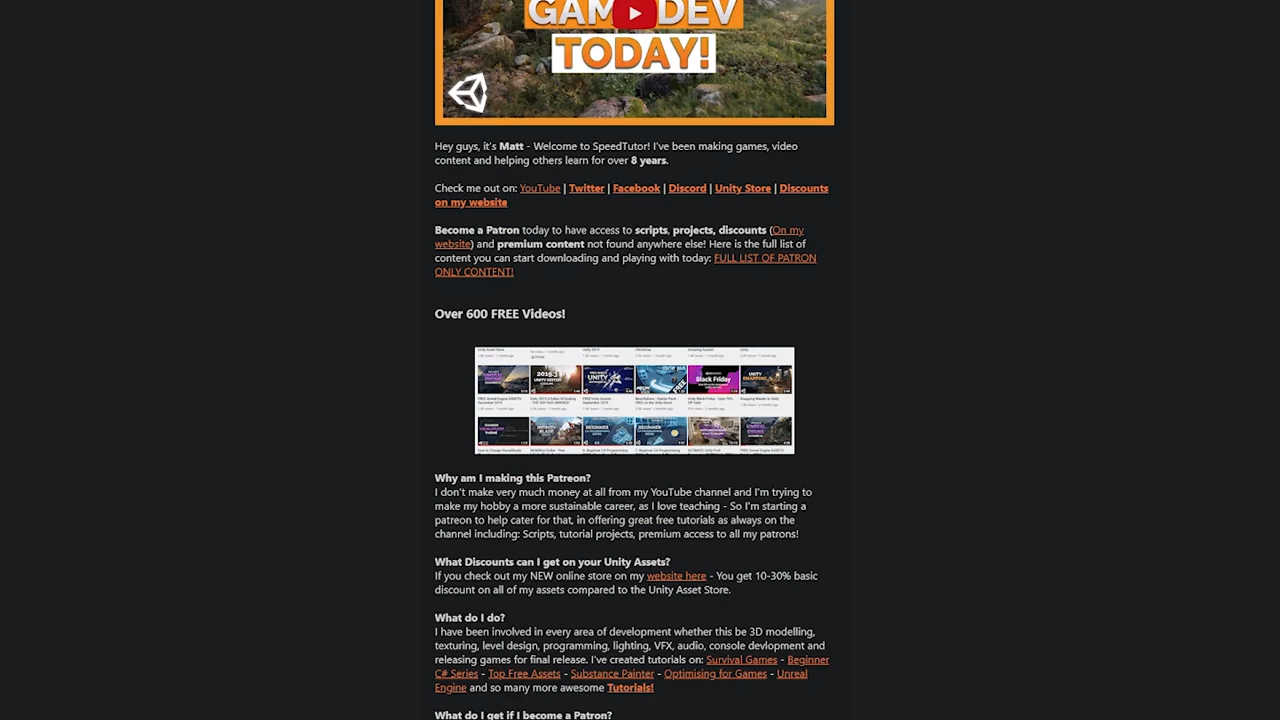 GAMEDEV
TODAY!
Hey guys, it's Matt - Welcome to SpeedTutor! I've been making games, video
content and helping others learn for over 8 years.
Check me out on: YouTube | Twitter | Facebook | Discord | Unity Store | Discounts
on my website
Become a Patron today to have access to scripts, projects, discounts (On my
website) and premium content not found anywhere else! Here is the full list of
content you can start downloading and playing with today: FULL LIST OF PATRON
ONLY CONTENT!
Over 600 FREE Videos!
Why am I making this Patreon?
I don't make very much money at all from my YouTube channel and I'm trying to
make my hobby a more sustainable career, as I love teaching - So I'm starting a
patreon to help cater for that, in offering great free tutorials as always on the
channel including: Scripts, tutorial projects, premium access to all my patrons!
What Discounts can I get on your Unity Assets?
If you check out my NEW online store on my website here - You get 10-30% basic
discount on all of my assets compared to the Unity Asset Store.
What do I do?
I have been involved in every area of development whether this be 3D modelling,
texturing, level design, programming, lighting, VFX, audio, console devlopment and
releasing games for final release. I've created tutorials on: Survival Games - Beginner
C# Series - Top Free Assets - Substance Painter - Optimising for Games - Unreal
Engine and so many more awesome Tutorials!
What do I get if I become a Patron?